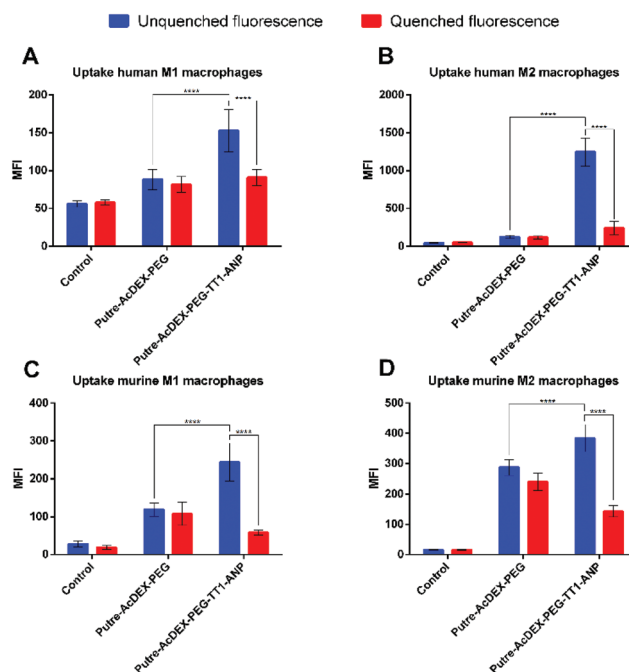 Unquenched fluorescence Quenched fluorescence
A
Uptake human M1 macrophages
MFI
200
150
100
50
0
****
****
Control
Putre-AcDEX-PEG
Putre-AcDEX-PEG-TT1-ANP
B
Uptake human M2 macrophages
MFI
2000
1500
1000
500
0
****
****
Control
Putre-AcDEX-PEG
Putre-AcDEX-PEG-TT1-ANP
C
Uptake murine M1 macrophages
MFI
400
300
200
100
0
****
****
Control
Putre-AcDEX-PEG
Putre-AcDEX-PEG-TT1-ANP
D
Uptake murine M2 macrophages
MFI
500
400
300
200
100
0
****
****
Control
Putre-AcDEX-PEG
Putre-AcDEX-PEG-TT1-ANP